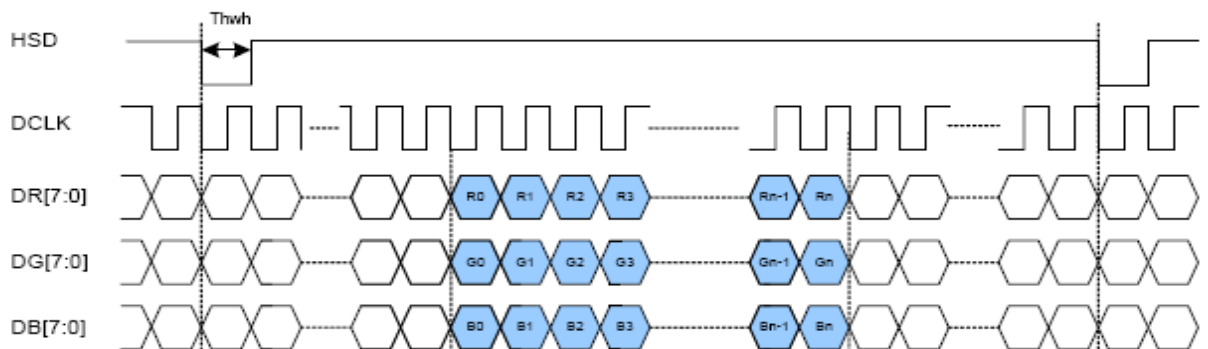 Thwh
HSD
DCLK
DR[7:0] R0 R1 R2 R3 Rn-1 Rn
DG[7:0] G0 G1 G2 G3 Gn-1 Gn
DB[7:0] B0 B1 B2 B3 Bn-1 Bn